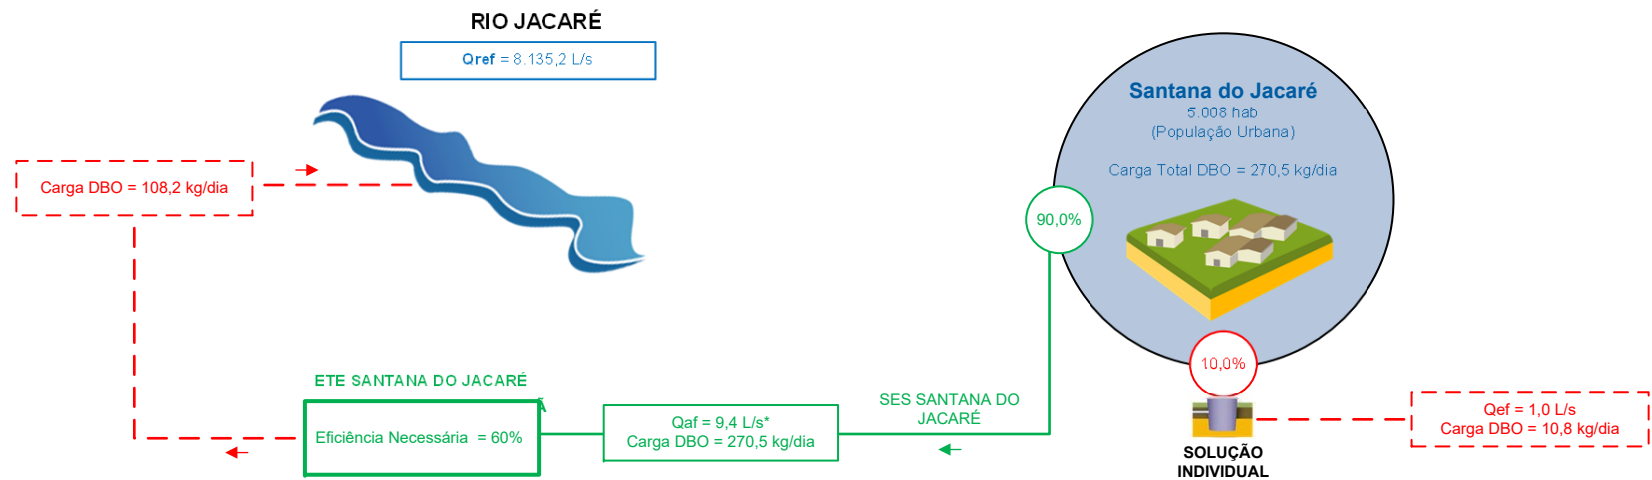 RIO JACARÉ
Qref = 8.135,2 L/s
Santana do Jacaré
5.008 hab
(População Urbana)
Carga Total DBO = 270,5 kg/dia
Carga DBO = 108,2 kg/dia
90,0%
10,0%
ETE SANTANA DO JACARÉ
Eficiência Necessária = 60%
Qaf = 9,4 L/s*
Carga DBO = 270,5 kg/dia
SES SANTANA DO
JACARÉ
Qef = 1,0 L/s
Carga DBO = 10,8 kg/dia
SOLUÇÃO
INDIVIDUAL